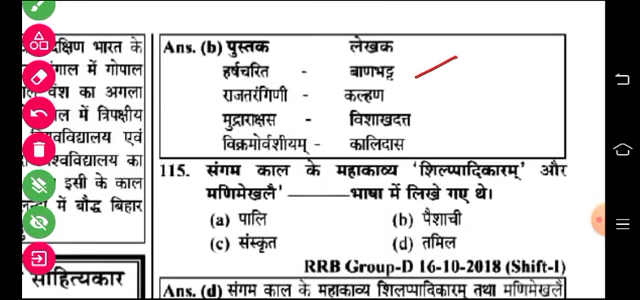 दक्षिण भारत के
गाल में गोपाल
वंश का अगला
ल में त्रिपक्षीय
विश्वविद्यालय एवं
श्वविद्यालय का
इसी के काल
में बौद्ध बिहार
साहित्यकार
Ans. (b) पुस्तक लेखक
हर्षचरित - बाणभट्ट
राजतरंगिणी - कल्हण
मुद्राराक्षस - विशाखदत्त
विक्रमोर्वशीयम् - कालिदास
115. संगम काल के महाकाव्य 'शिलप्पादिकारम्' और
मणिमेखलै' ———भाषा में लिखे गए थे।
(a) पालि (b) पैशाची
(c) संस्कृत (d) तमिल
RRB Group-D 16-10-2018 (Shift-I)
Ans. (d) संगम काल के महाकाव्य शिलप्पादिकारम् तथा मणिमेखलै